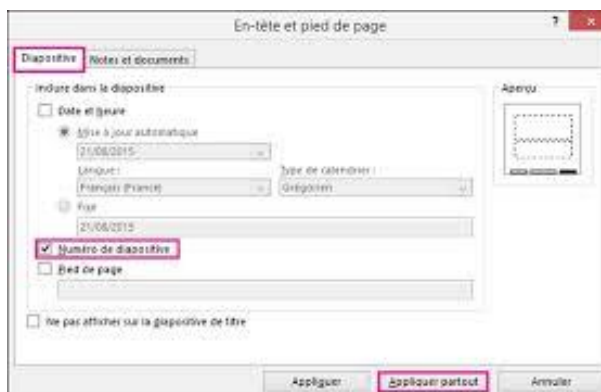 En-tête et pied de page
?
x
Diapositive
Notes et documents
Inclure dans la diapositive
Aperçu
Date et heure
Mise à jour automatique
21/08/2015
Langue :
Type de calendrier :
Français (France)
Grégorien
Fixe
21/08/2015
Numéro de diapositive
Pied de page
Ne pas afficher sur la diapositive de titre
Appliquer
Appliquer partout
Annuler